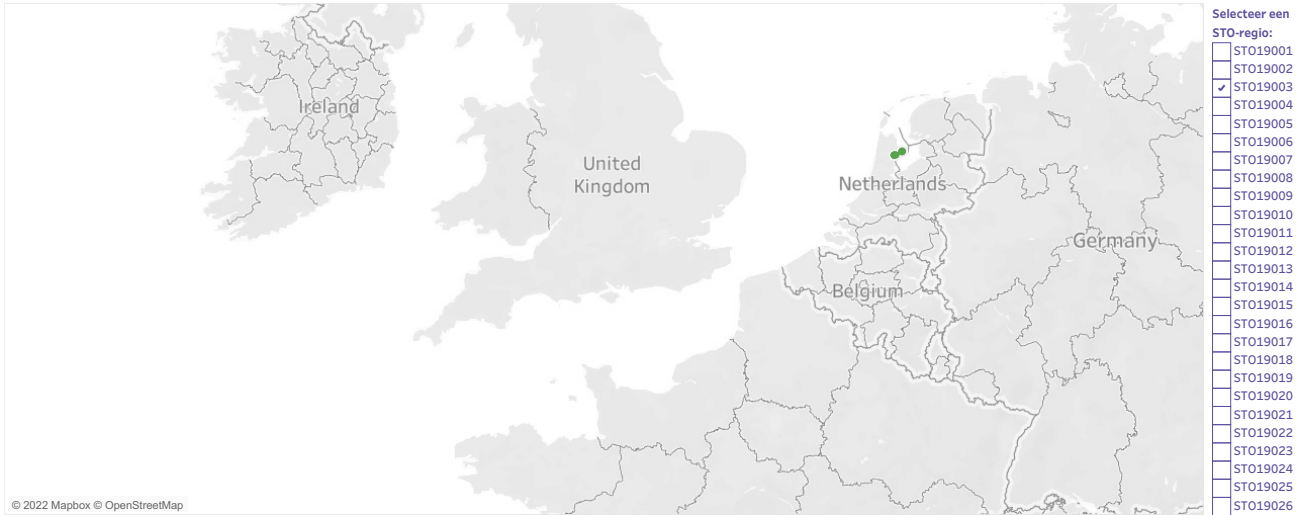 Ireland
United
Kingdom
Netherlands
Belgium
Germany
© 2022 Mapbox © OpenStreetMap
Selecteer een
STO-regio:
STO19001
STO19002
STO19003
STO19004
STO19005
STO19006
STO19007
STO19008
STO19009
STO19010
STO19011
STO19012
STO19013
STO19014
STO19015
STO19016
STO19017
STO19018
STO19019
STO19020
STO19021
STO19022
STO19023
STO19024
STO19025
STO19026